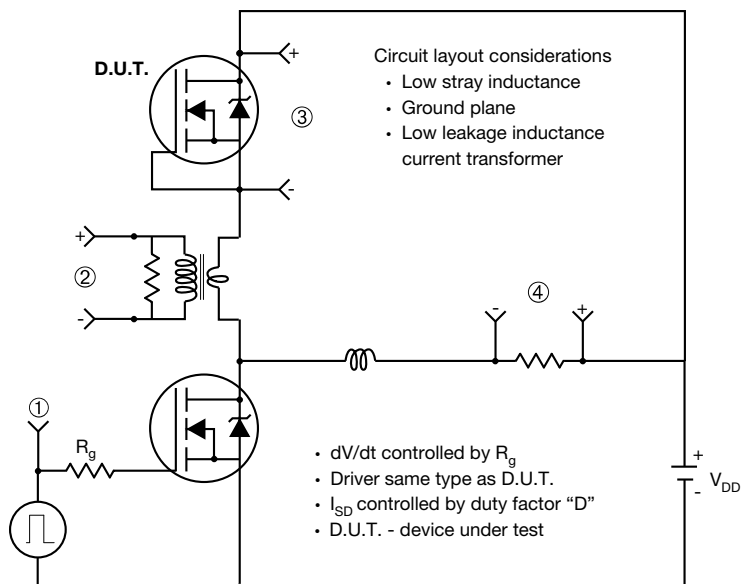 D.U.T.
+
③
-
Circuit layout considerations
• Low stray inductance
• Ground plane
• Low leakage inductance
current transformer
+
②
-
④
-
+
①
R_g
• dV/dt controlled by R_g
• Driver same type as D.U.T.
• I_SD controlled by duty factor “D”
• D.U.T. - device under test
+
V_DD
-